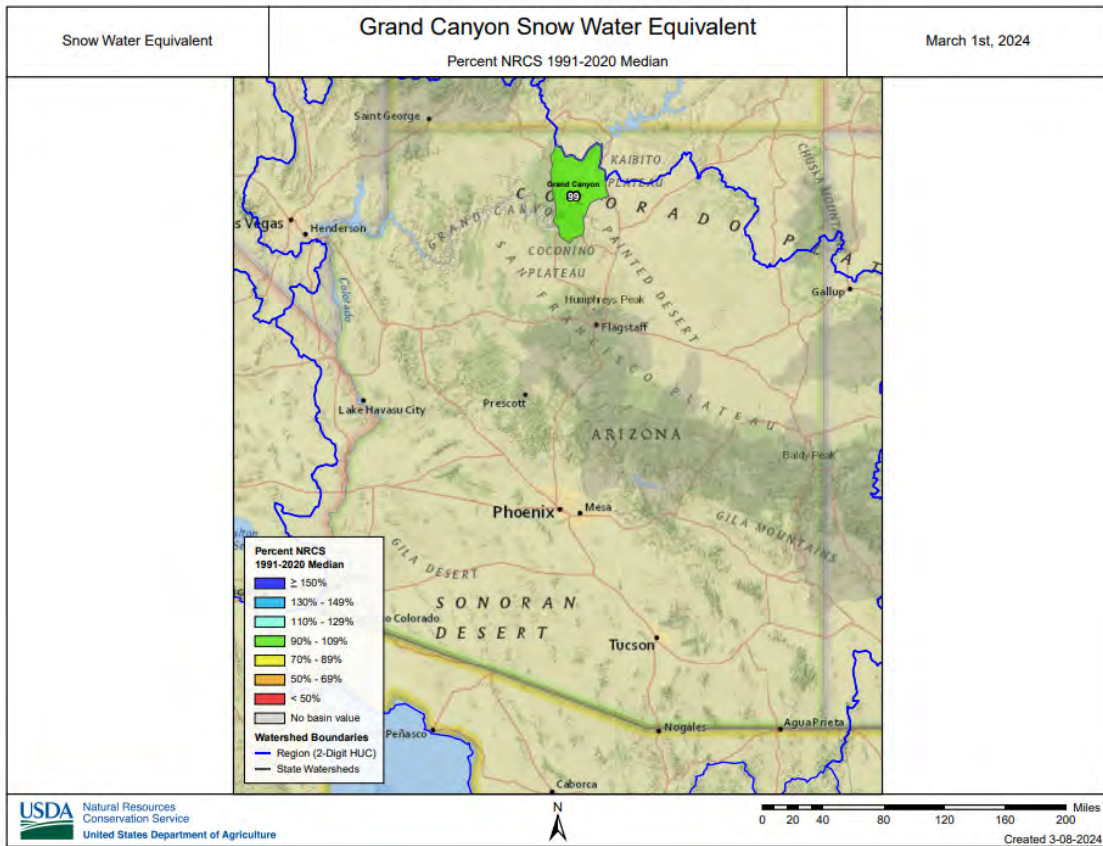 Snow Water Equivalent
Grand Canyon Snow Water Equivalent
Percent NRCS 1991-2020 Median
March 1st, 2024
Saint George
KAIBITO
PLATEAU
CHUSKA MOUNT
Grand Canyon
99
COLORADO PLAT
s Vegas
Henderson
GRAND CANYO
COCONINO
PLATEAU
PAINTED DESERT
Colorado
Gallup
Humphreys Peak
Flagstaff
SAN FRANCISCO PLATEAU
Lake Havasu City
Prescott
ARIZONA
Baldy Peak
Phoenix
Mesa
GILA MOUNTAINS
GILA DESERT
SONORAN
DESERT
o Colorado
Tucson
Nogales
Agua Prieta
Peñasco
Caborca
Percent NRCS
1991-2020 Median
≥ 150%
130% - 149%
110% - 129%
90% - 109%
70% - 89%
50% - 69%
< 50%
No basin value
Watershed Boundaries
Region (2-Digit HUC)
State Watersheds
USDA
Natural Resources
Conservation Service
United States Department of Agriculture
N
Miles
0 20 40 80 120 160 200
Created 3-08-2024